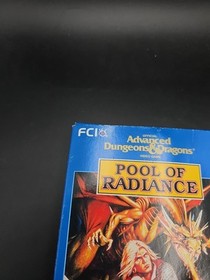 FCI
Advanced
Dungeons & Dragons
POOL OF
RADIANCE